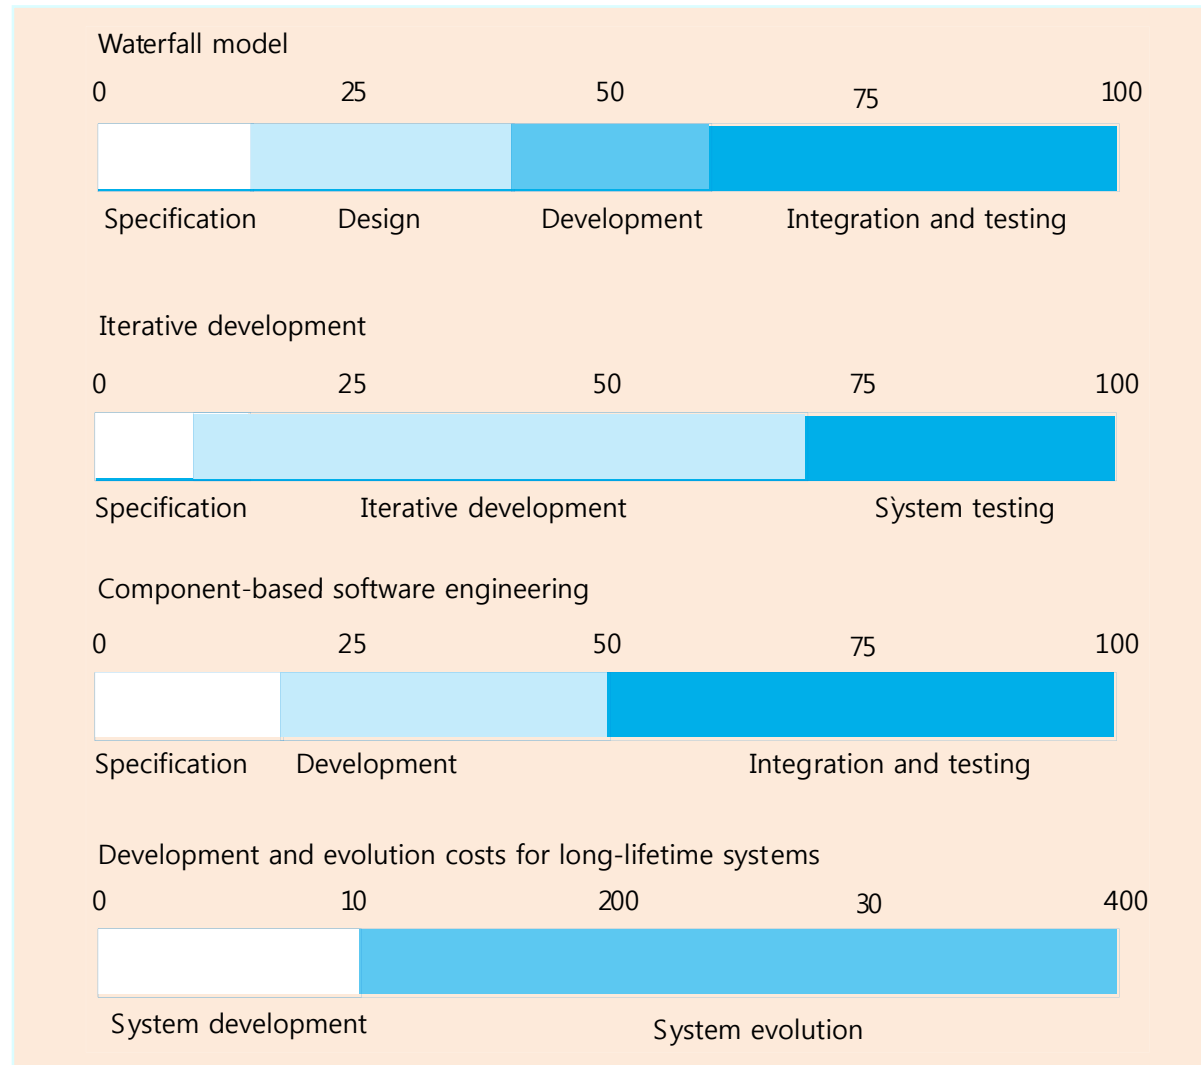 Waterfall model
0 25 50 75 100
Specification Design Development Integration and testing
Iterative development
0 25 50 75 100
Specification Iterative development System testing
Component-based software engineering
0 25 50 75 100
Specification Development Integration and testing
Development and evolution costs for long-lifetime systems
0 10 200 30 400
System development System evolution